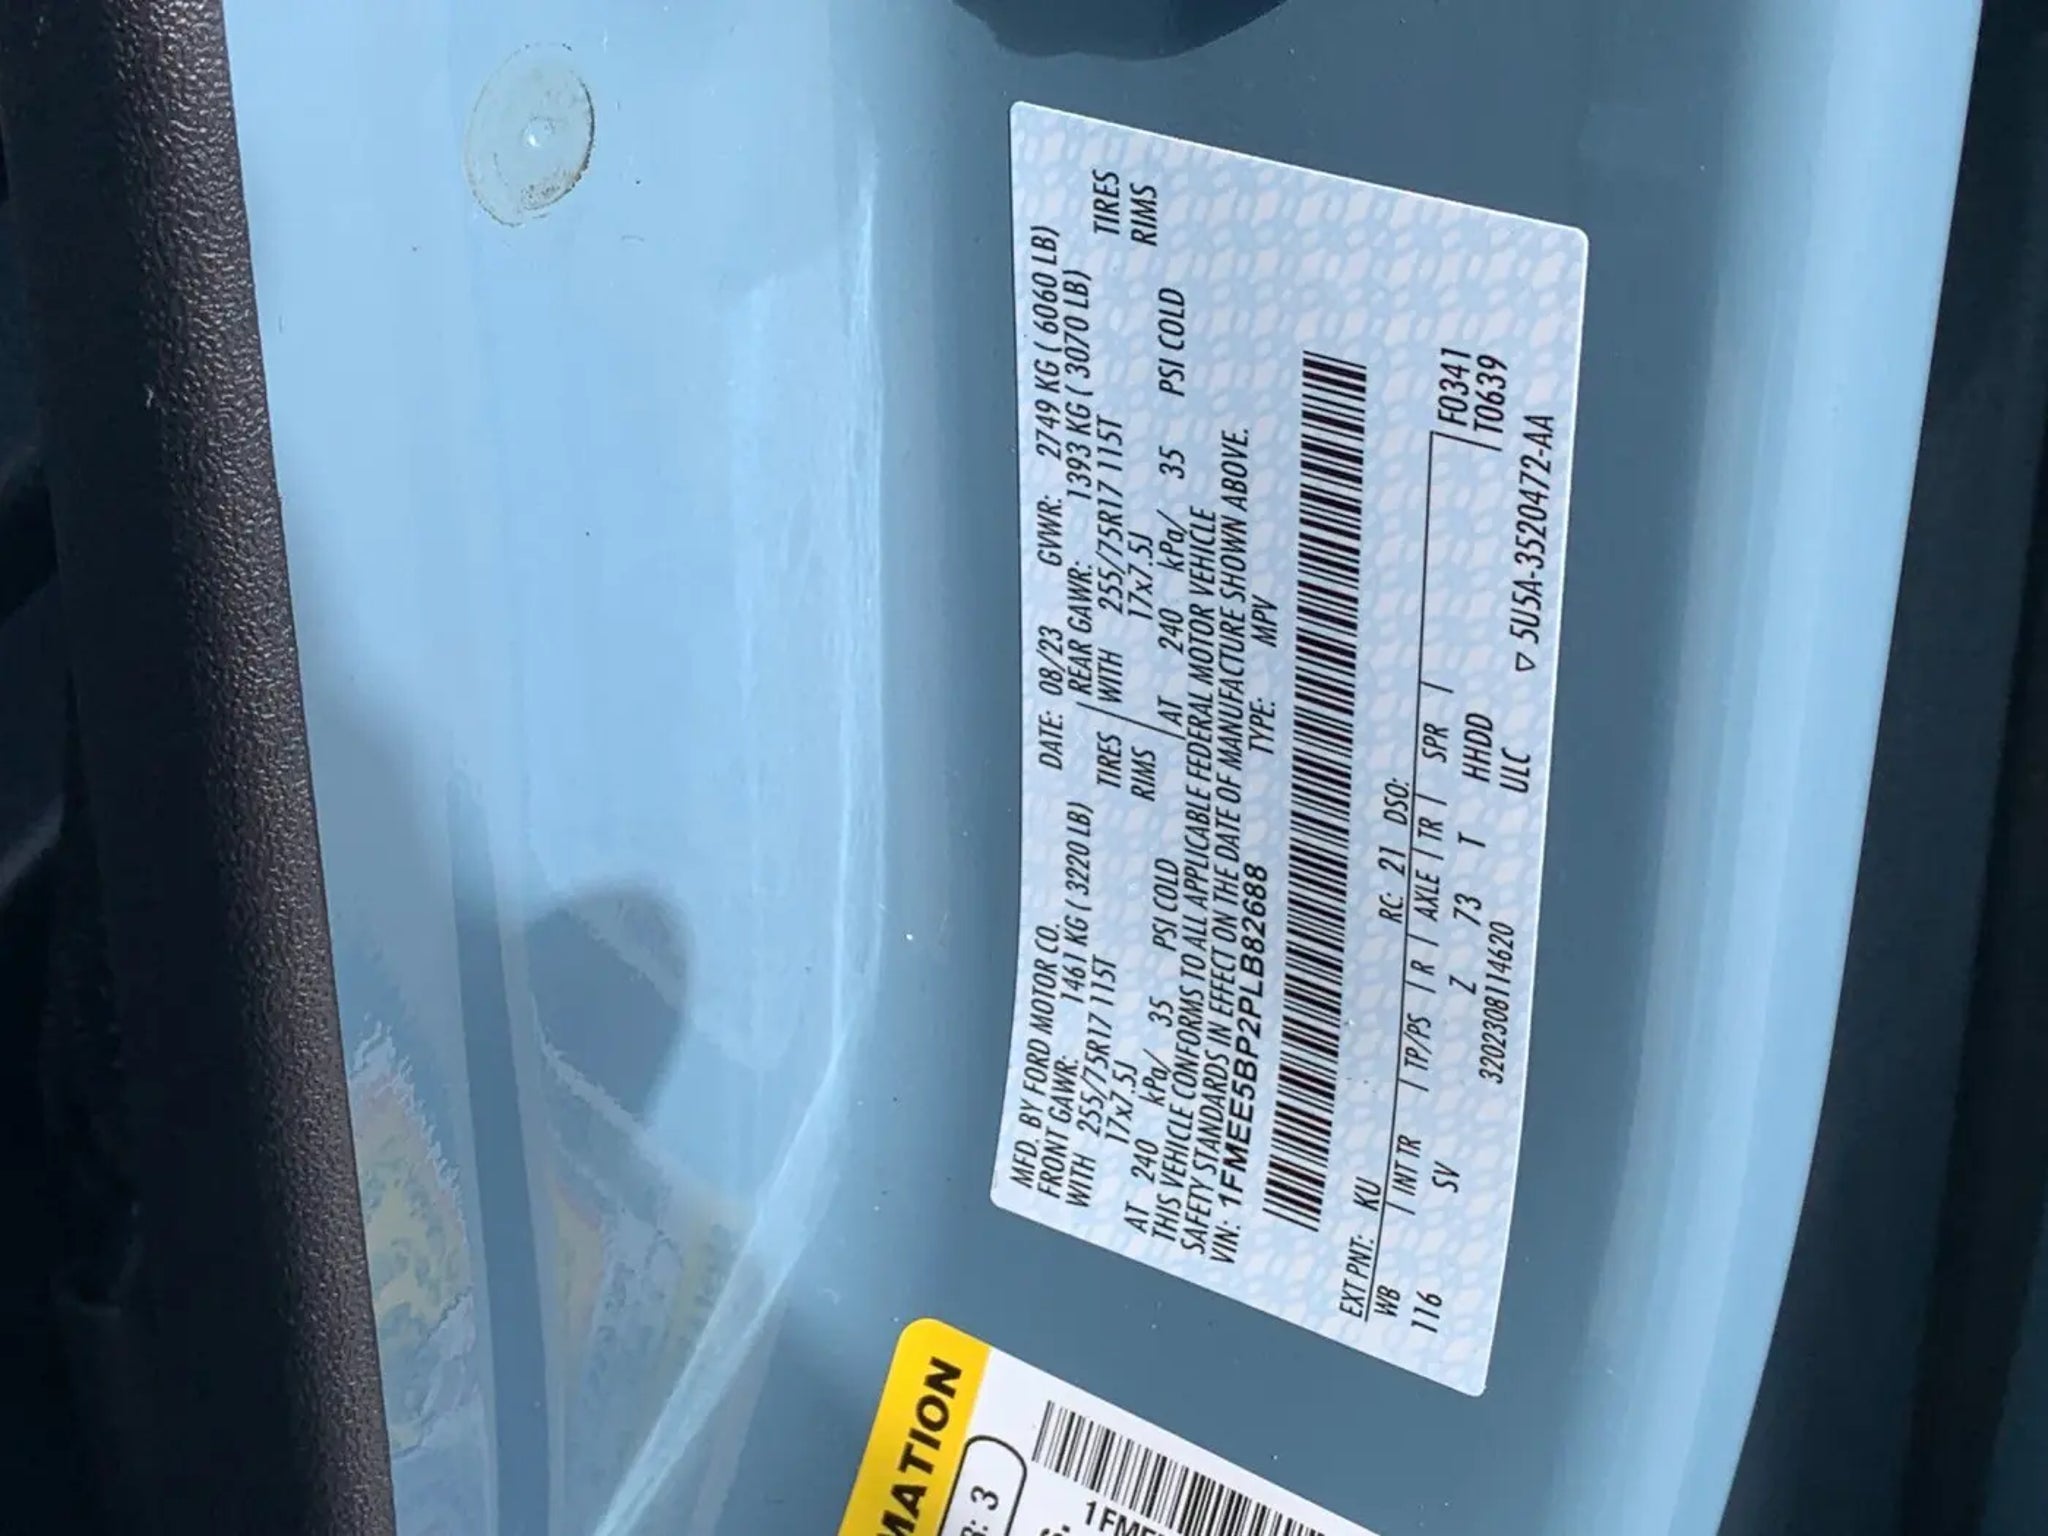 MFD. BY FORD MOTOR CO.
DATE: 08/23 GVWR: 2749 KG ( 6060 LB)
FRONT GAWR: 1461 KG ( 3220 LB) REAR GAWR: 1393 KG ( 3070 LB)
WITH 255/75R17 115T TIRES WITH 255/75R17 115T TIRES
17x7.5J RIMS 17x7.5J RIMS
AT 240 kPa/ 35 PSI COLD AT 240 kPa/ 35 PSI COLD
THIS VEHICLE CONFORMS TO ALL APPLICABLE FEDERAL MOTOR VEHICLE
SAFETY STANDARDS IN EFFECT ON THE DATE OF MANUFACTURE SHOWN ABOVE.
VIN: 1FMEE5BP2PLB82688 TYPE: MPV
EXT PNT: KU RC: 21 DSO:
WB INT TR TP/PS R AXLE TR SPR F0341
116 SV Z 73 T HHDD T0639
3202308114620 ULC ▽ 5U5A-3520472-AA
3